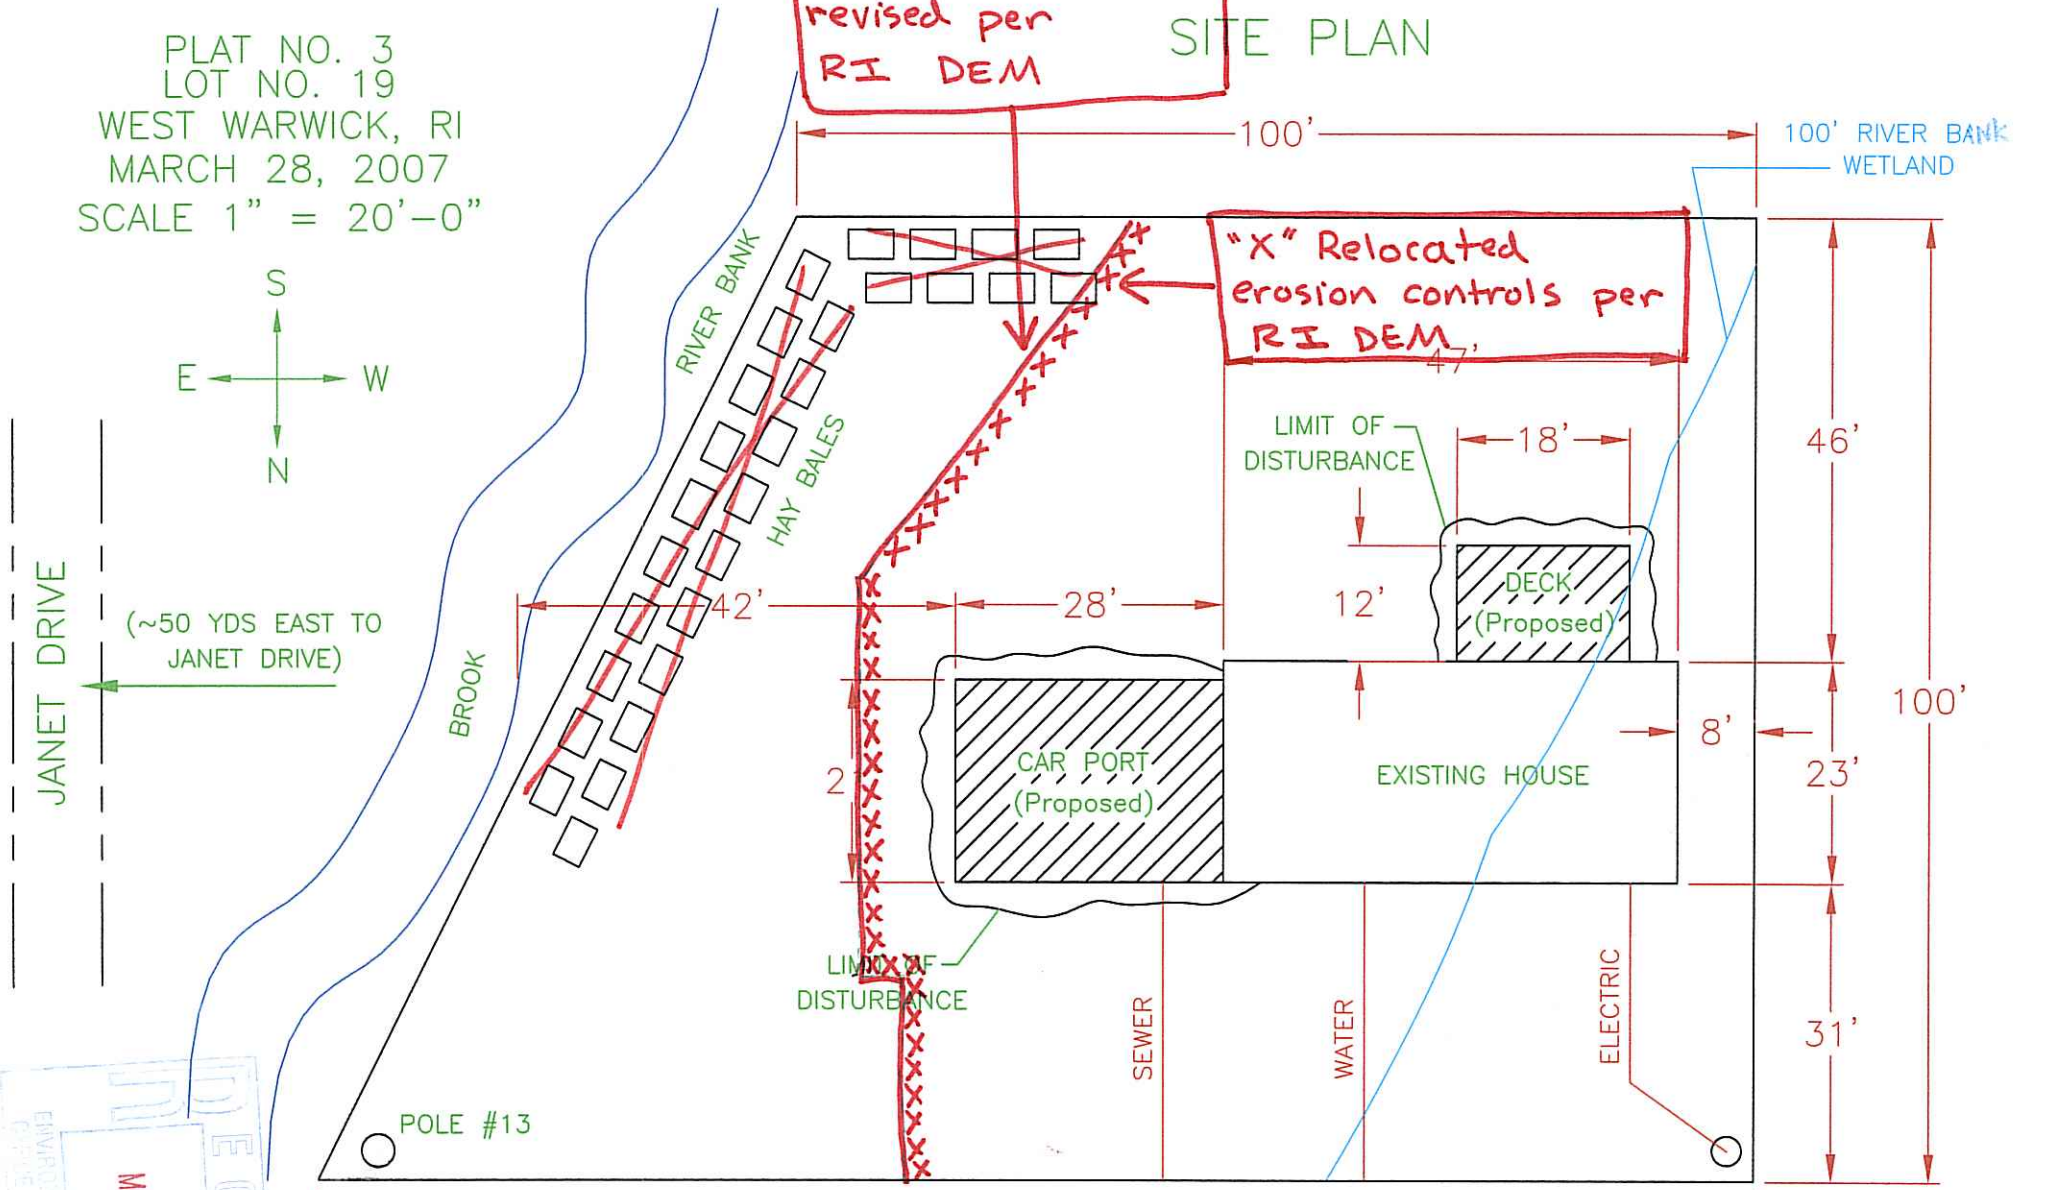 revised per
RI DEM
SITE PLAN
PLAT NO. 3
LOT NO. 19
WEST WARWICK, RI
MARCH 28, 2007
SCALE 1" = 20'-0"
S
E
W
N
100'
100' RIVER BANK
WETLAND
"X" Relocated
erosion controls per
RI DEM
47'
RIVER BANK
HAY BALES
LIMIT OF
DISTURBANCE
18'
46'
12'
DECK
(Proposed)
42'
28'
JANET DRIVE
(~50 YDS EAST TO
JANET DRIVE)
BROOK
100'
8'
23'
CAR PORT
(Proposed)
EXISTING HOUSE
2
LIMIT OF
DISTURBANCE
SEWER
WATER
ELECTRIC
31'
POLE #13